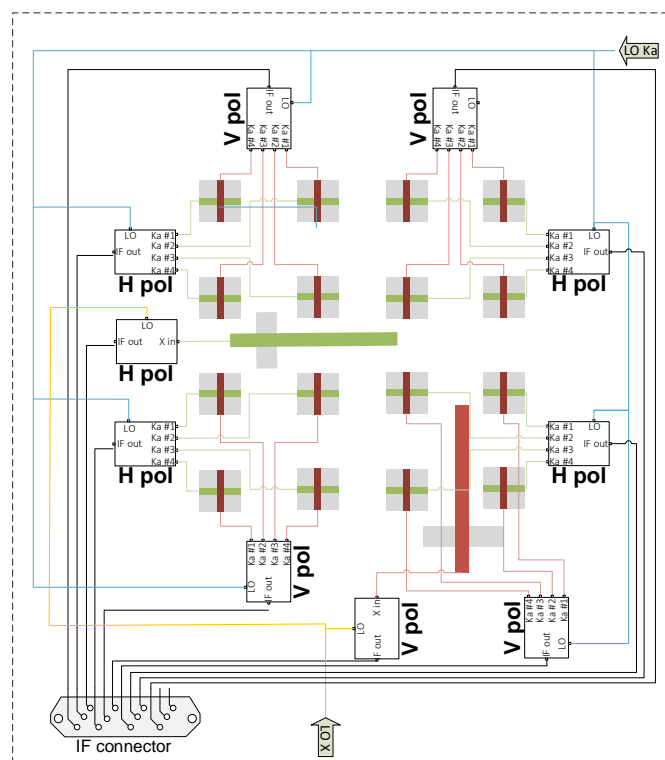 LO Ka
IF out
LO
Ka #4
Ka #3
Ka #2
Ka #1
V pol
IF out
LO
Ka #4
Ka #3
Ka #2
Ka #1
V pol
LO
IF out
Ka #1
Ka #2
Ka #3
Ka #4
H pol
LO
IF out
Ka #1
Ka #2
Ka #3
Ka #4
H pol
LO
IF out
X in
H pol
LO
IF out
Ka #1
Ka #2
Ka #3
Ka #4
H pol
LO
IF out
Ka #1
Ka #2
Ka #3
Ka #4
H pol
Ka #1
Ka #2
Ka #3
Ka #4
LO
IF out
V pol
X in
LO
IF out
V pol
Ka #4
Ka #3
Ka #2
Ka #1
IF out
LO
V pol
LO X
IF connector